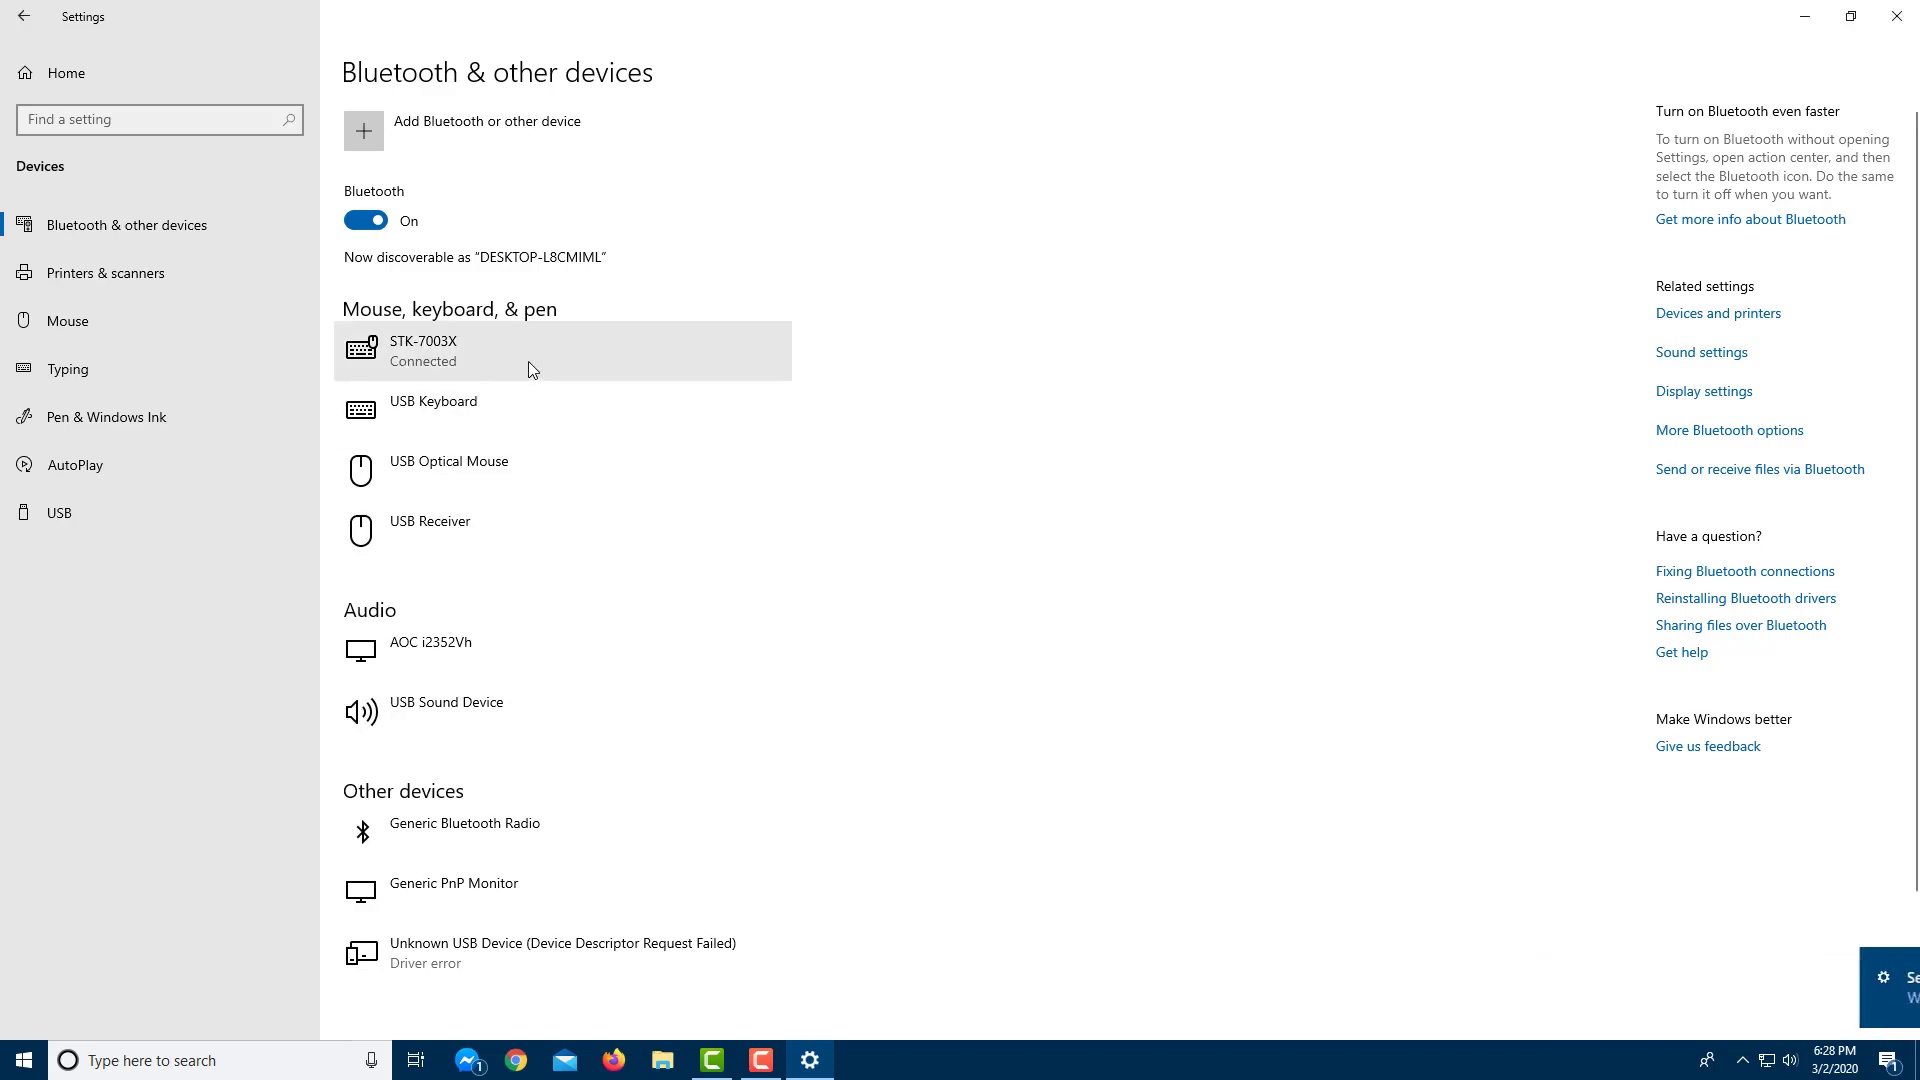 Settings
Home
Find a setting
Devices
Bluetooth & other devices
Printers & scanners
Mouse
Typing
Pen & Windows Ink
AutoPlay
USB
Bluetooth & other devices
Add Bluetooth or other device
Bluetooth
On
Now discoverable as “DESKTOP-L8CMIML”
Mouse, keyboard, & pen
STK-7003X
Connected
USB Keyboard
USB Optical Mouse
USB Receiver
Audio
AOC i2352Vh
USB Sound Device
Other devices
Generic Bluetooth Radio
Generic PnP Monitor
Unknown USB Device (Device Descriptor Request Failed)
Driver error
Turn on Bluetooth even faster
To turn on Bluetooth without opening
Settings, open action center, and then
select the Bluetooth icon. Do the same
to turn it off when you want.
Get more info about Bluetooth
Related settings
Devices and printers
Sound settings
Display settings
More Bluetooth options
Send or receive files via Bluetooth
Have a question?
Fixing Bluetooth connections
Reinstalling Bluetooth drivers
Sharing files over Bluetooth
Get help
Make Windows better
Give us feedback
Type here to search
1
6:28 PM
3/2/2020
1